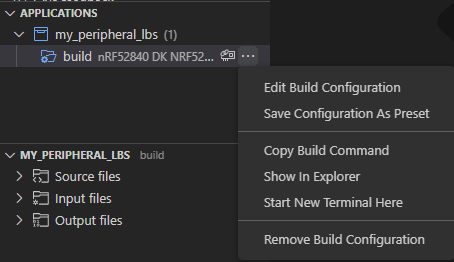 APPLICATIONS
my_peripheral_lbs (1)
build nRF52840 DK NRF52...
Edit Build Configuration
Save Configuration As Preset
Copy Build Command
Show In Explorer
Start New Terminal Here
Remove Build Configuration
MY_PERIPHERAL_LBS build
Source files
Input files
Output files